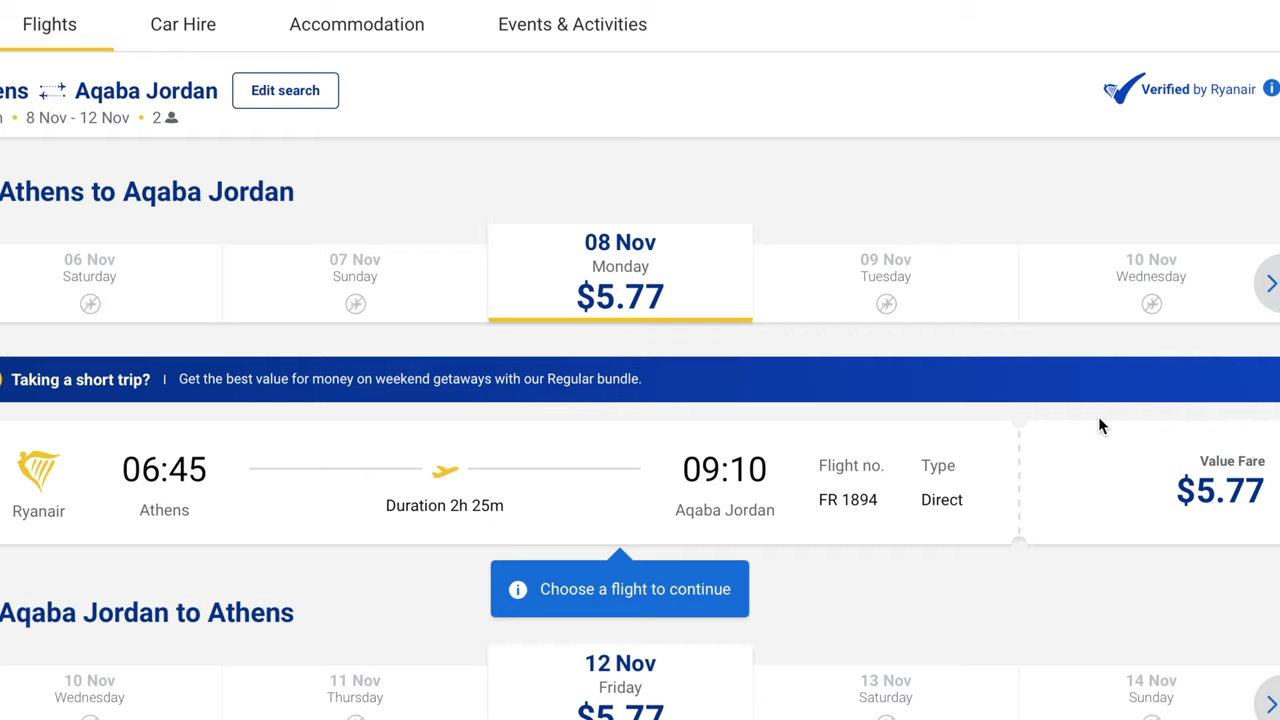 Flights Car Hire Accommodation Events & Activities
ens Aqaba Jordan Edit search Verified by Ryanair
8 Nov - 12 Nov • 2
Athens to Aqaba Jordan
06 Nov 07 Nov 08 Nov 09 Nov 10 Nov
Saturday Sunday Monday Tuesday Wednesday
$5.77
Taking a short trip? Get the best value for money on weekend getaways with our Regular bundle.
06:45 09:10 Flight no. Type Value Fare
Ryanair Athens Duration 2h 25m Aqaba Jordan FR 1894 Direct $5.77
Choose a flight to continue
Aqaba Jordan to Athens
10 Nov 11 Nov 12 Nov 13 Nov 14 Nov
Wednesday Thursday Friday Saturday Sunday
$5.77